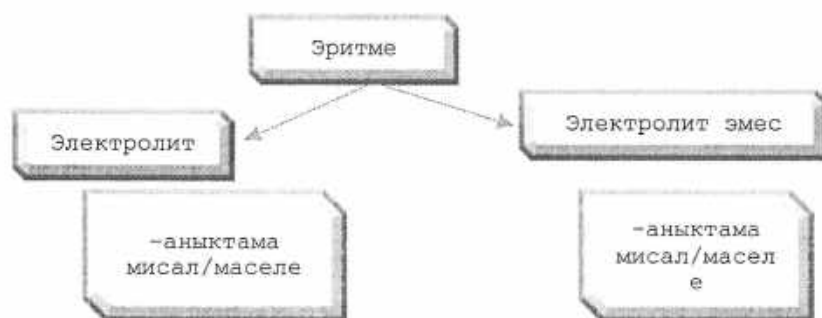 Эритме
Электролит
Электролит эмес
-аныктама
мисал/маселе
-аныктама
мисал/масел
е